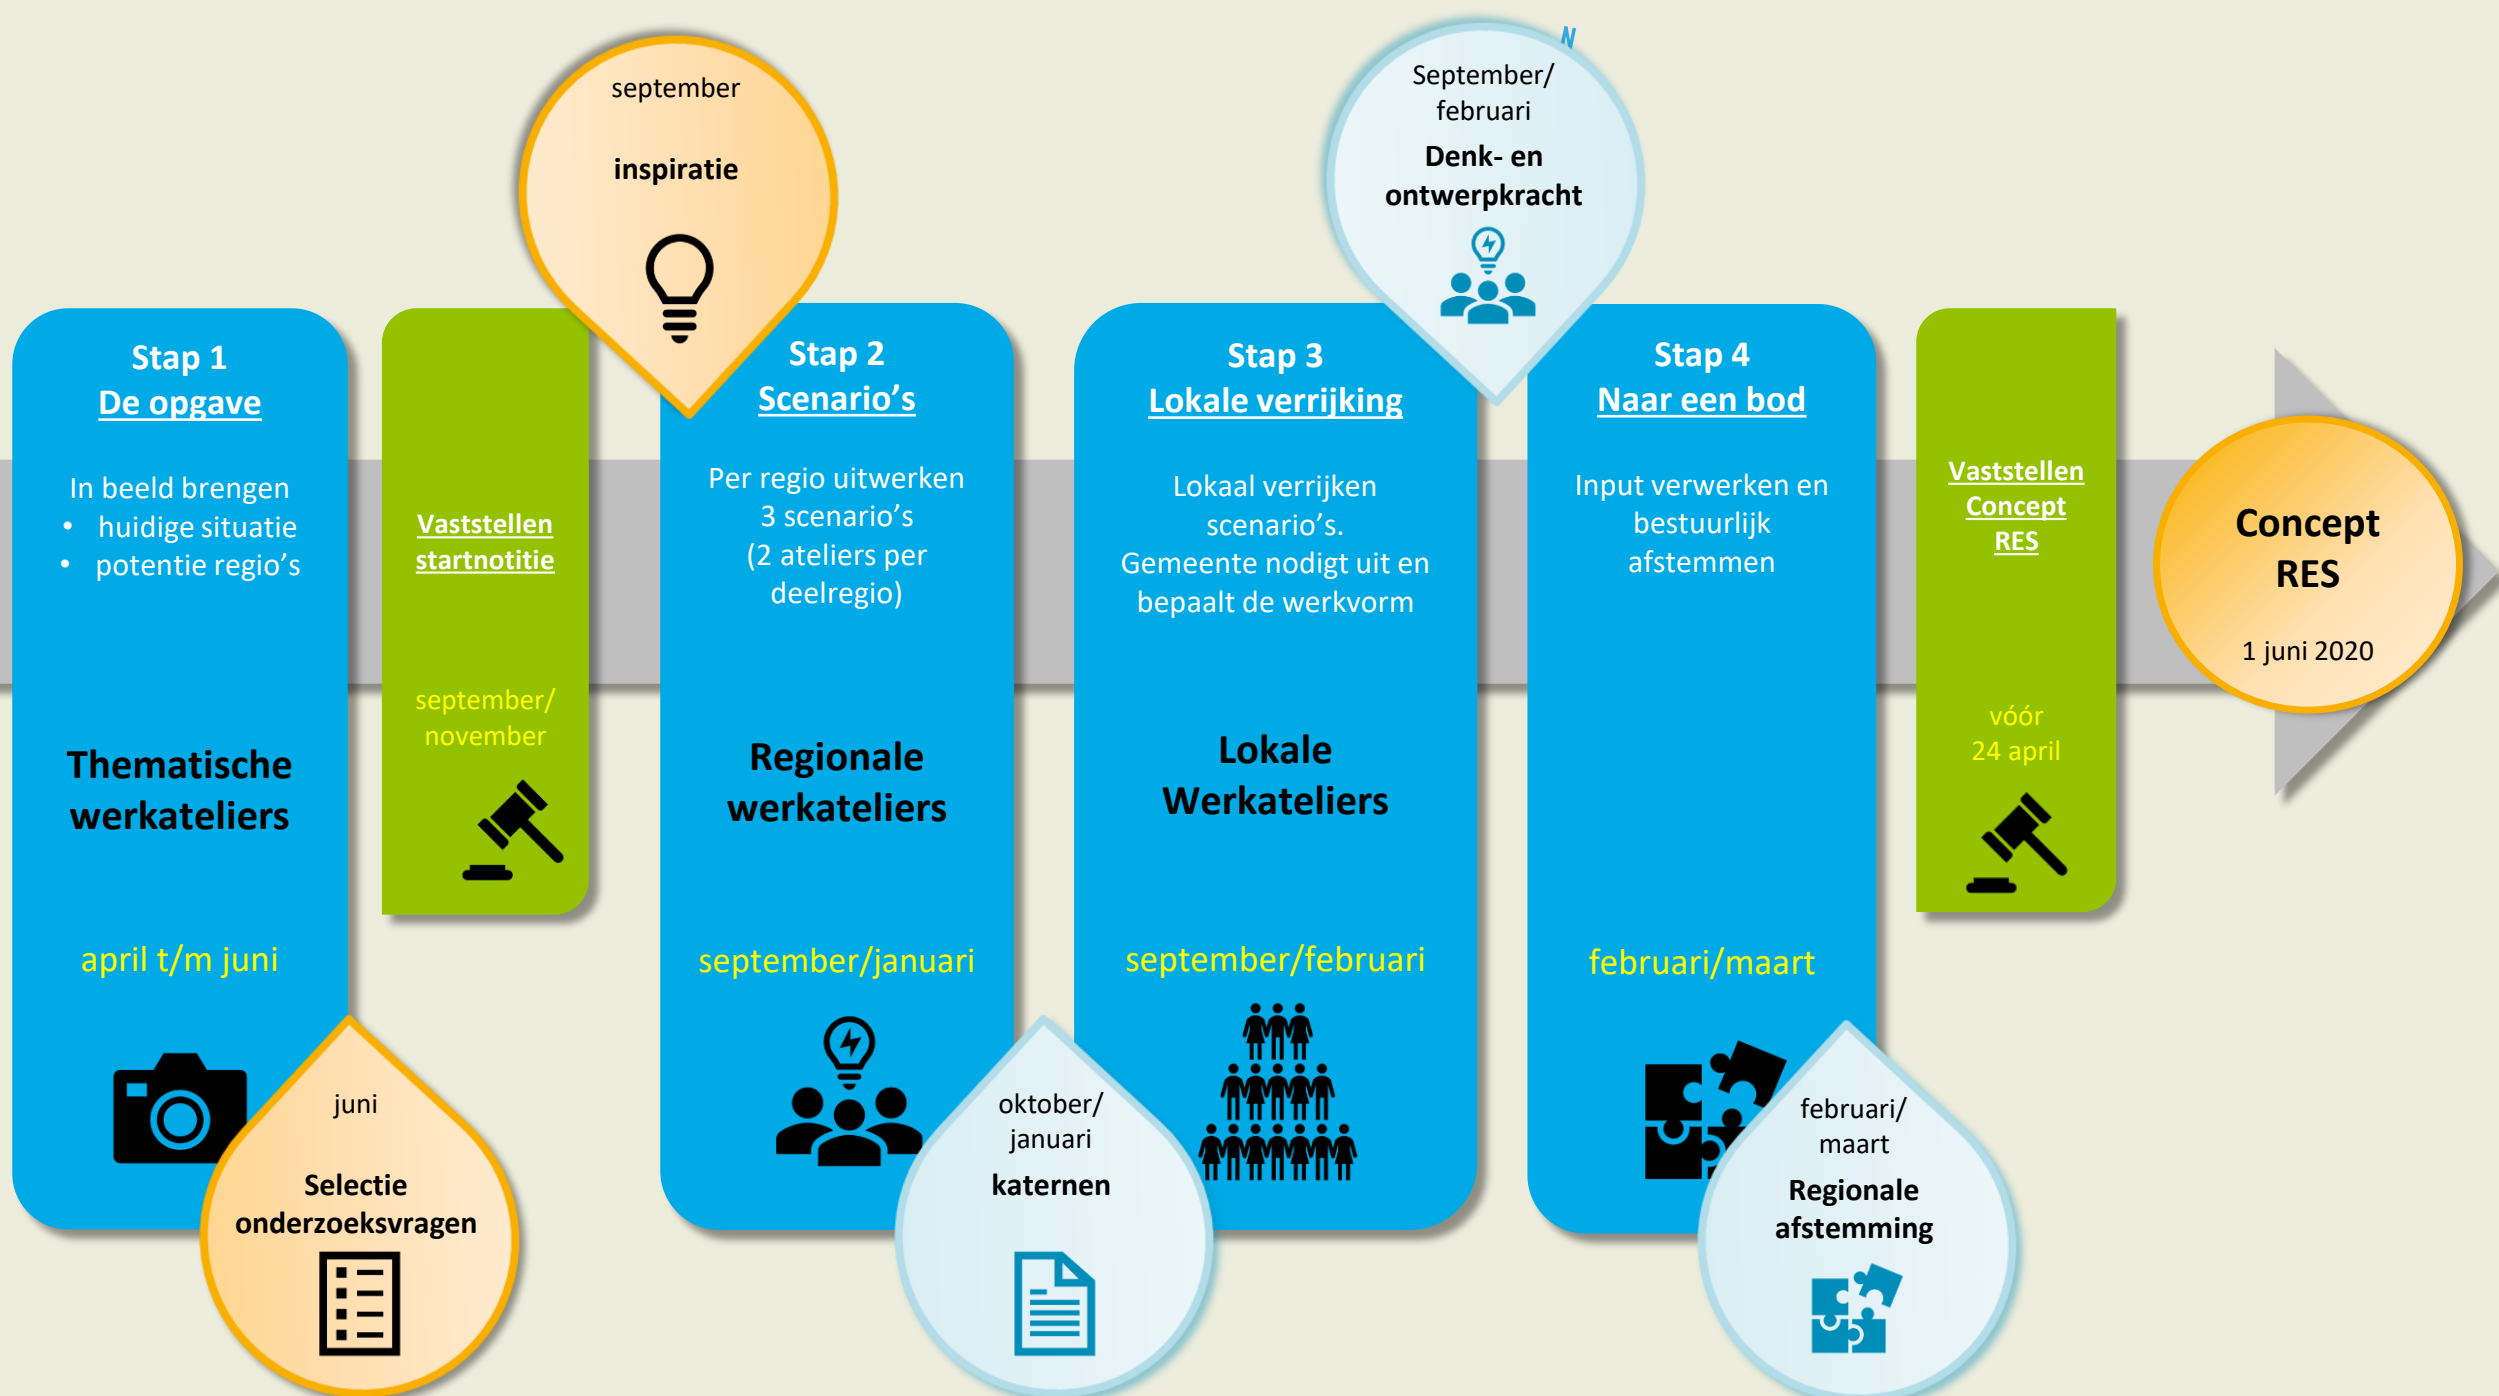 Stap 1
De opgave
In beeld brengen
• huidige situatie
• potentie regio's
Thematische
werkateliers
april t/m juni
juni
Selectie
onderzoeksvragen
Vaststellen
startnotitie
september/
november
september
inspiratie
Stap 2
Scenario’s
Per regio uitwerken
3 scenario’s
(2 ateliers per
deelregio)
Regionale
werkateliers
september/januari
oktober/
januari
katernen
Stap 3
Lokale verrijking
Lokaal verrijken
scenario’s.
Gemeente nodigt uit en
bepaalt de werkvorm
Lokale
Werkateliers
september/februari
N
September/
februari
Denk- en
ontwerpkracht
Stap 4
Naar een bod
Input verwerken en
bestuurlijk
afstemmen
februari/maart
februari/
maart
Regionale
afstemming
Vaststellen
Concept
RES
vóór
24 april
Concept
RES
1 juni 2020